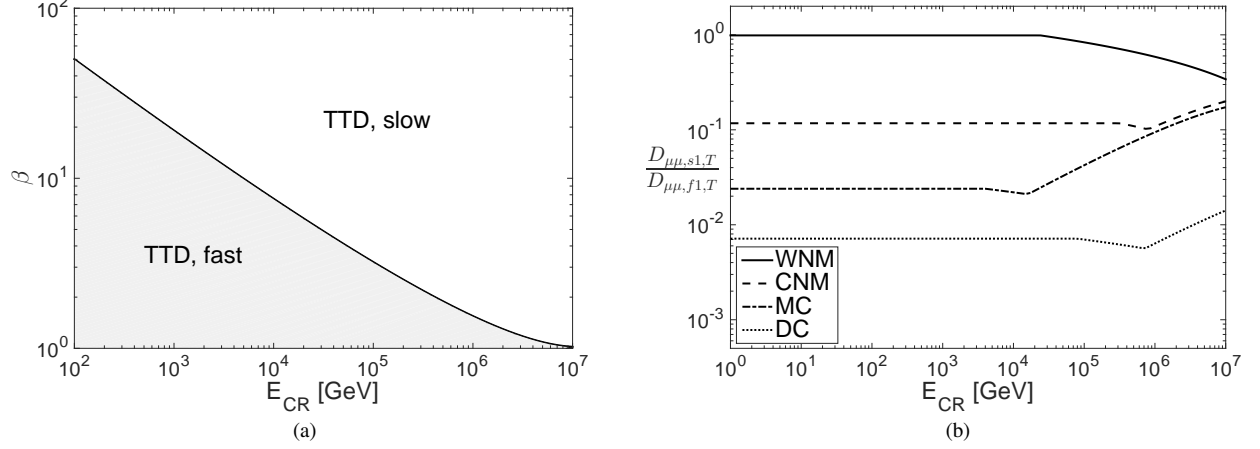 10^2
10^1
10^0
β
TTD, slow
TTD, fast
10^2 10^3 10^4 10^5 10^6 10^7
E_CR [GeV]
(a)
10^0
10^-1
10^-2
10^-3
D_μμ,s1,T
D_μμ,f1,T
WNM
CNM
MC
DC
10^0 10^1 10^2 10^3 10^4 10^5 10^6 10^7
E_CR [GeV]
(b)